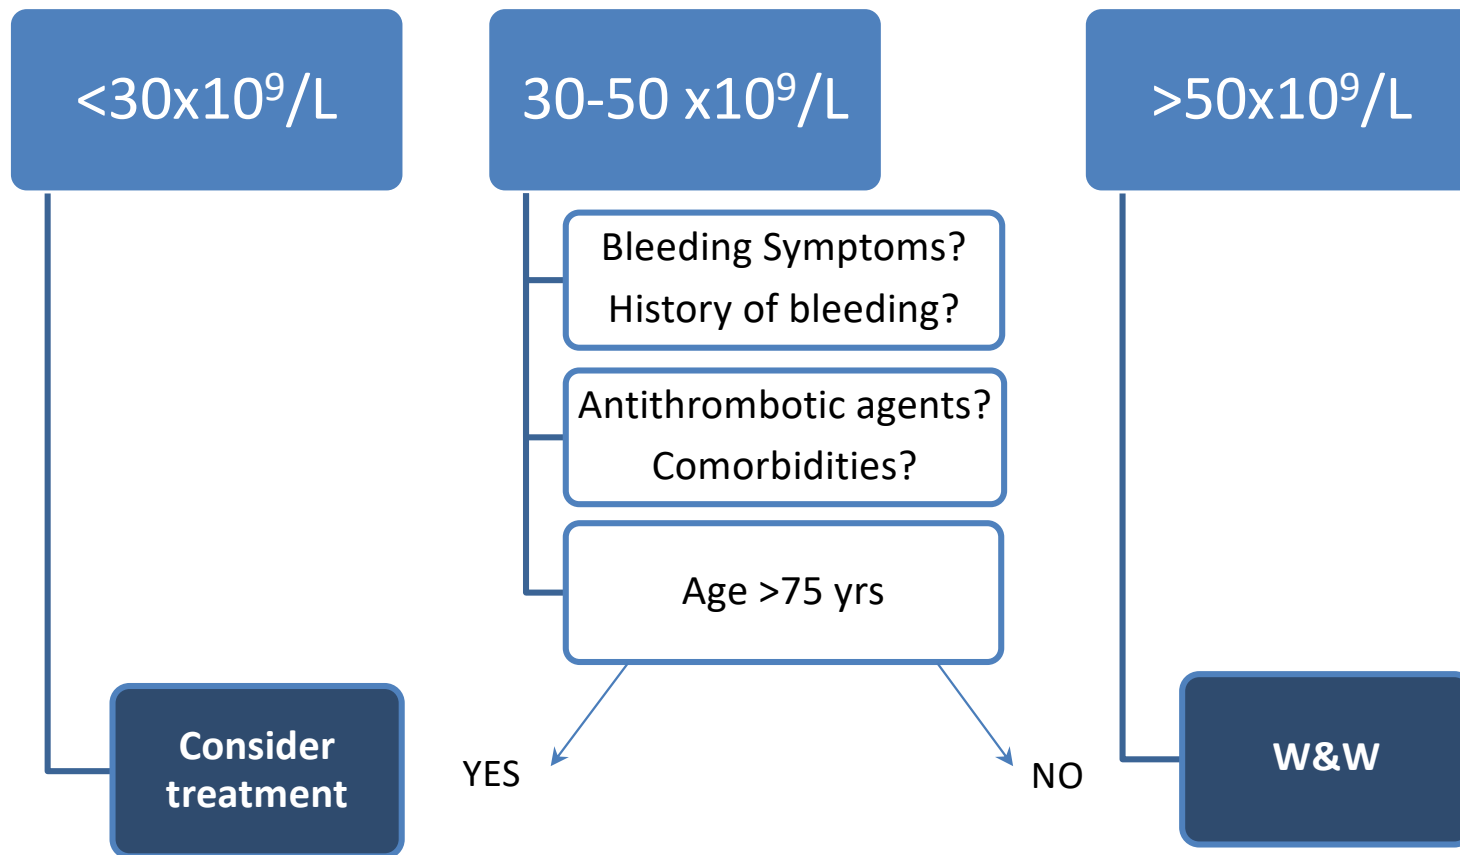 <30x10⁹/L
30-50 x10⁹/L
>50x10⁹/L
Bleeding Symptoms?
History of bleeding?
Antithrombotic agents?
Comorbidities?
Age >75 yrs
Consider
treatment
YES
NO
W&W